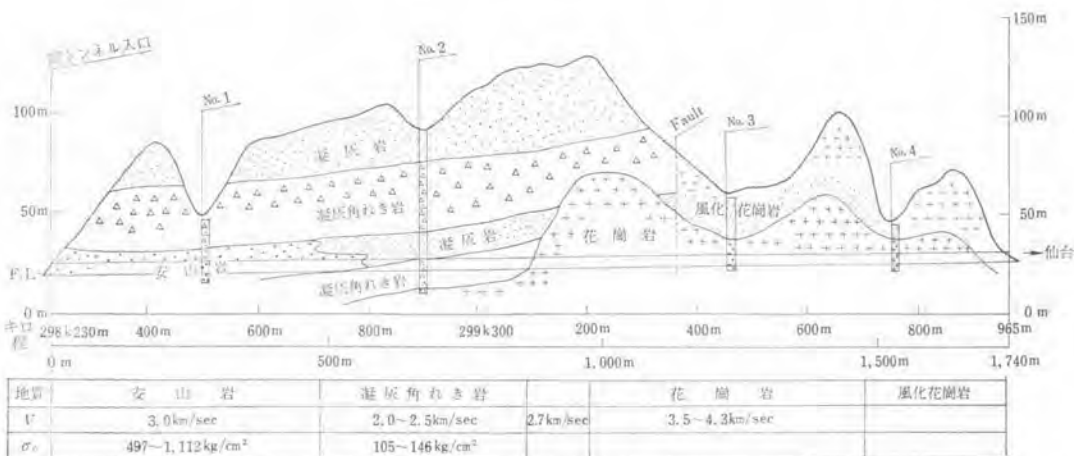 トンネル入口
No.1
No.2
No.3
No.4
Fault
150m
100m
100m
50m
50m
0m
0m
凝灰岩
凝灰角れき岩
凝灰岩
安山岩
凝灰角れき岩
花崗岩
風化花崗岩
F.L.
仙台
キロ程
298k230m 400m 600m 800m 299k300 200m 400m 600m 800m 965m
0m 500m 1,000m 1,500m 1,740m
地質 安山岩 凝灰角れき岩 花崗岩 風化花崗岩
V 3.0km/sec 2.0~2.5km/sec 2.7km/sec 3.5~4.3km/sec
σc 497~1,112kg/cm² 105~146kg/cm²